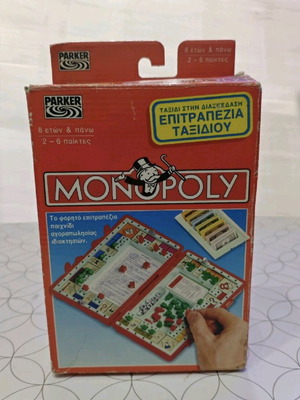 PARKER
8 ετών & πάνω
2 - 6 παίκτες
PARKER
8 ετών & πάνω
2 - 6 παίκτες
ΤΑΞΙΔΙ ΣΤΗΝ ΔΙΑΣΚΕΔΑΣΗ
ΕΠΙΤΡΑΠΕΖΙΑ
ΤΑΞΙΔΙΟΥ
MONOPOLY
Το φορητό επιτραπέζιο
παιχνίδι
αγοραπωλησίας
ιδιοκτησιών.